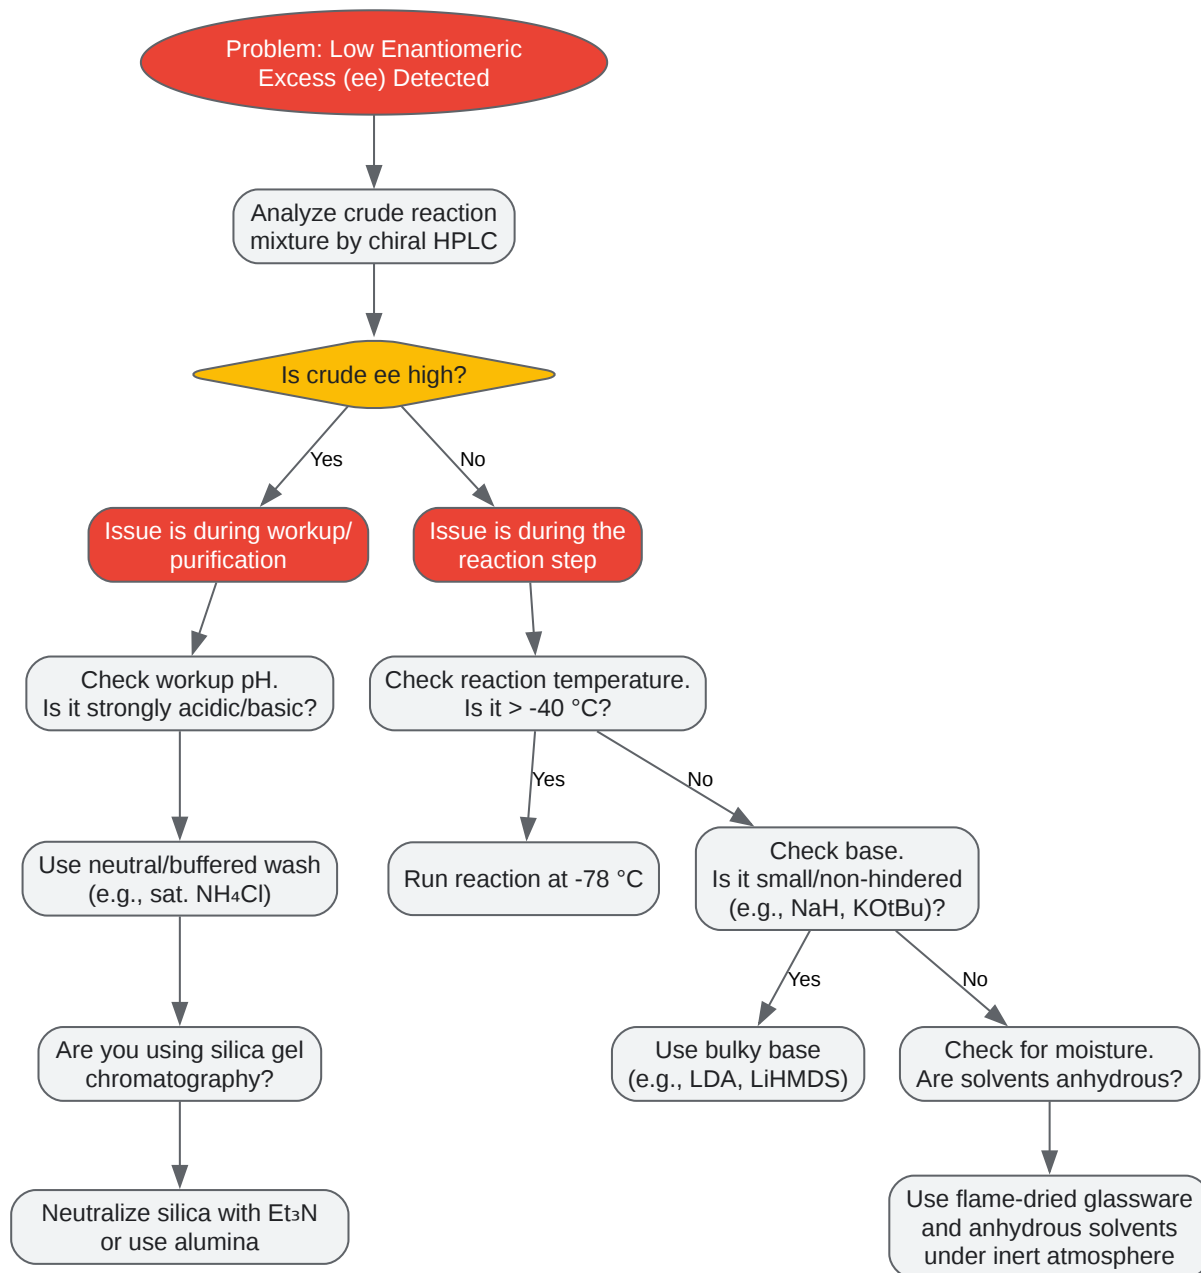 Problem: Low Enantiomeric
Excess (ee) Detected
Analyze crude reaction
mixture by chiral HPLC
Is crude ee high?
Yes
No
Issue is during workup/
purification
Issue is during the
reaction step
Check workup pH.
Is it strongly acidic/basic?
Check reaction temperature.
Is it > -40 °C?
Yes
No
Use neutral/buffered wash
(e.g., sat. NH₄Cl)
Run reaction at -78 °C
Check base.
Is it small/non-hindered
(e.g., NaH, KOtBu)?
Yes
No
Are you using silica gel
chromatography?
Use bulky base
(e.g., LDA, LiHMDS)
Check for moisture.
Are solvents anhydrous?
Neutralize silica with Et₃N
or use alumina
Use flame-dried glassware
and anhydrous solvents
under inert atmosphere